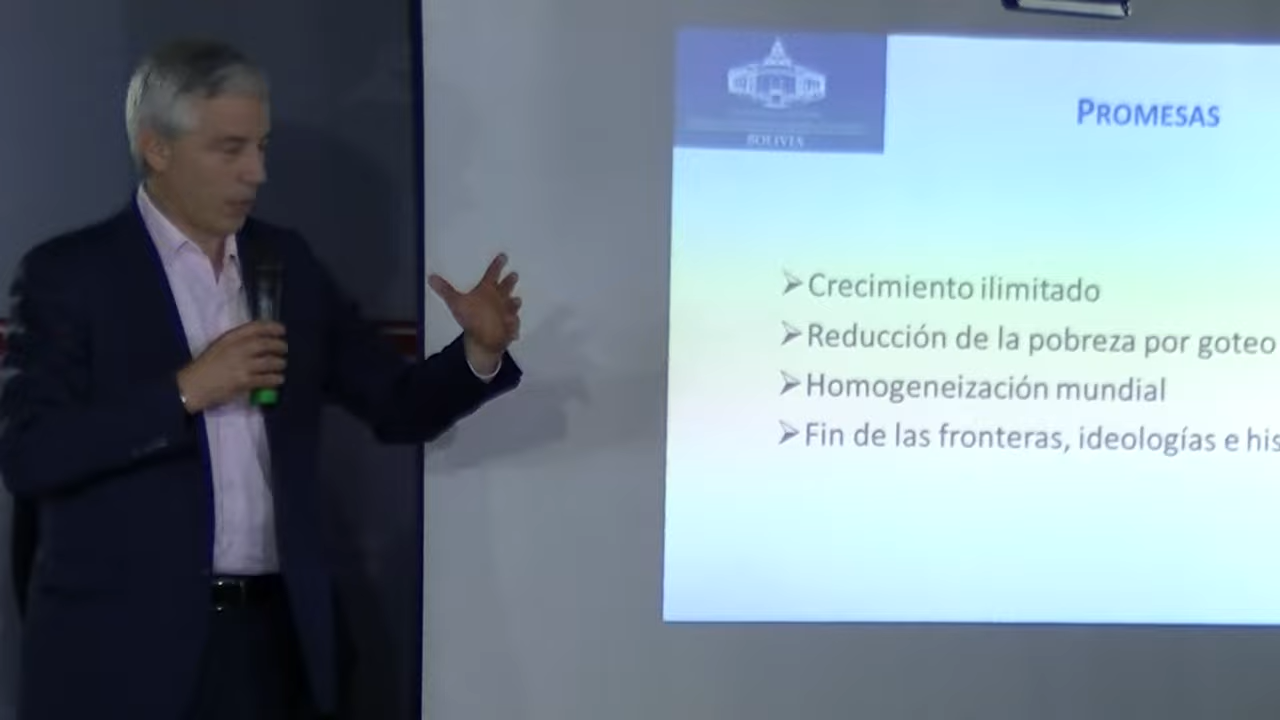 BOLIVIA
PROMESAS
Crecimiento ilimitado
Reducción de la pobreza por goteo
Homogeneización mundial
Fin de las fronteras, ideologías e his